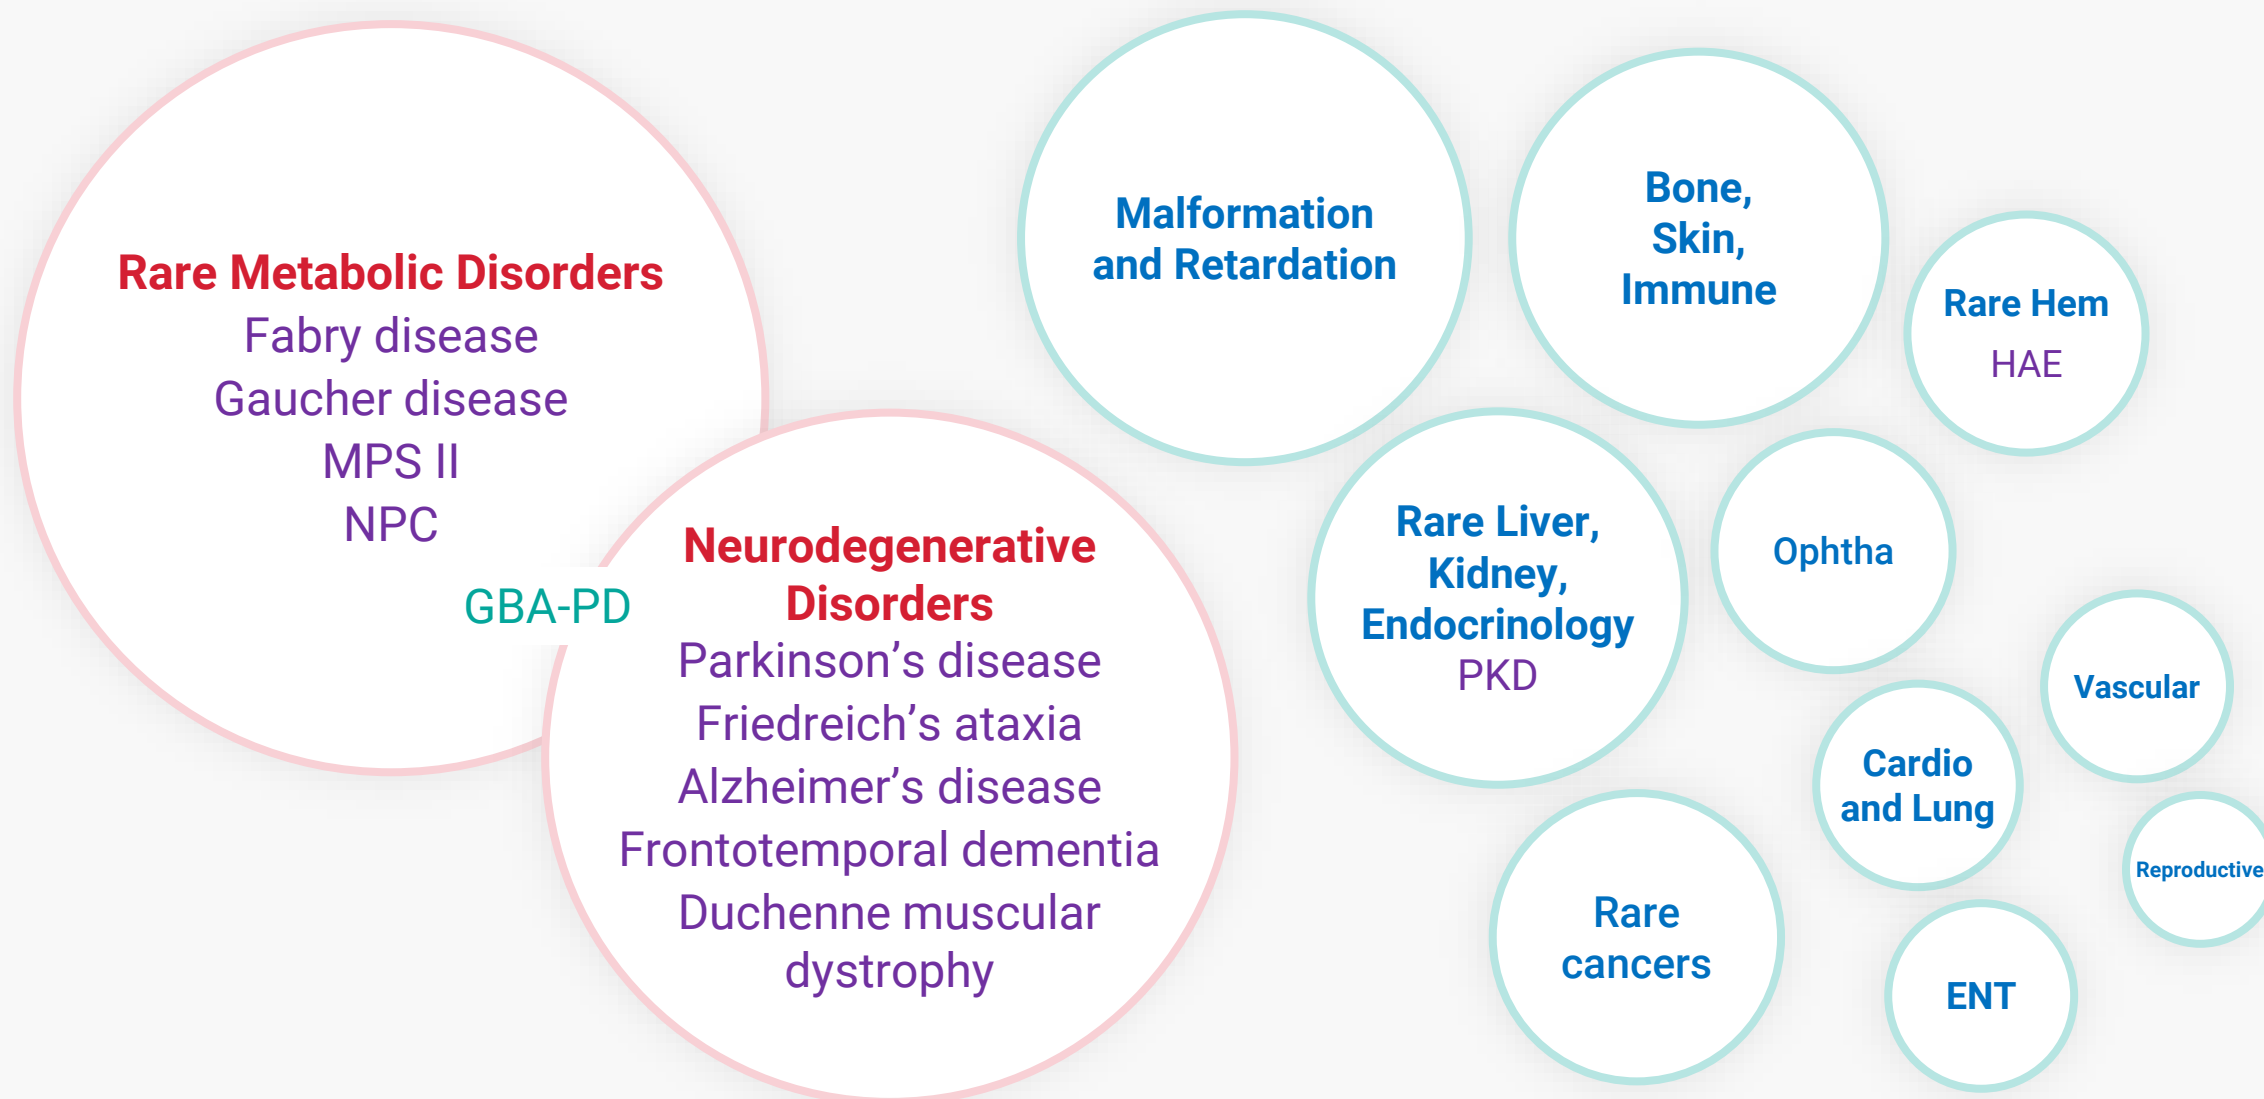 Rare Metabolic Disorders
Fabry disease
Gaucher disease
MPS II
NPC
GBA-PD
Neurodegenerative
Disorders
Parkinson’s disease
Friedreich’s ataxia
Alzheimer’s disease
Frontotemporal dementia
Duchenne muscular
dystrophy
Malformation
and Retardation
Bone,
Skin,
Immune
Rare Hem
HAE
Rare Liver,
Kidney,
Endocrinology
PKD
Ophtha
Vascular
Cardio
and Lung
Reproductive
Rare
cancers
ENT